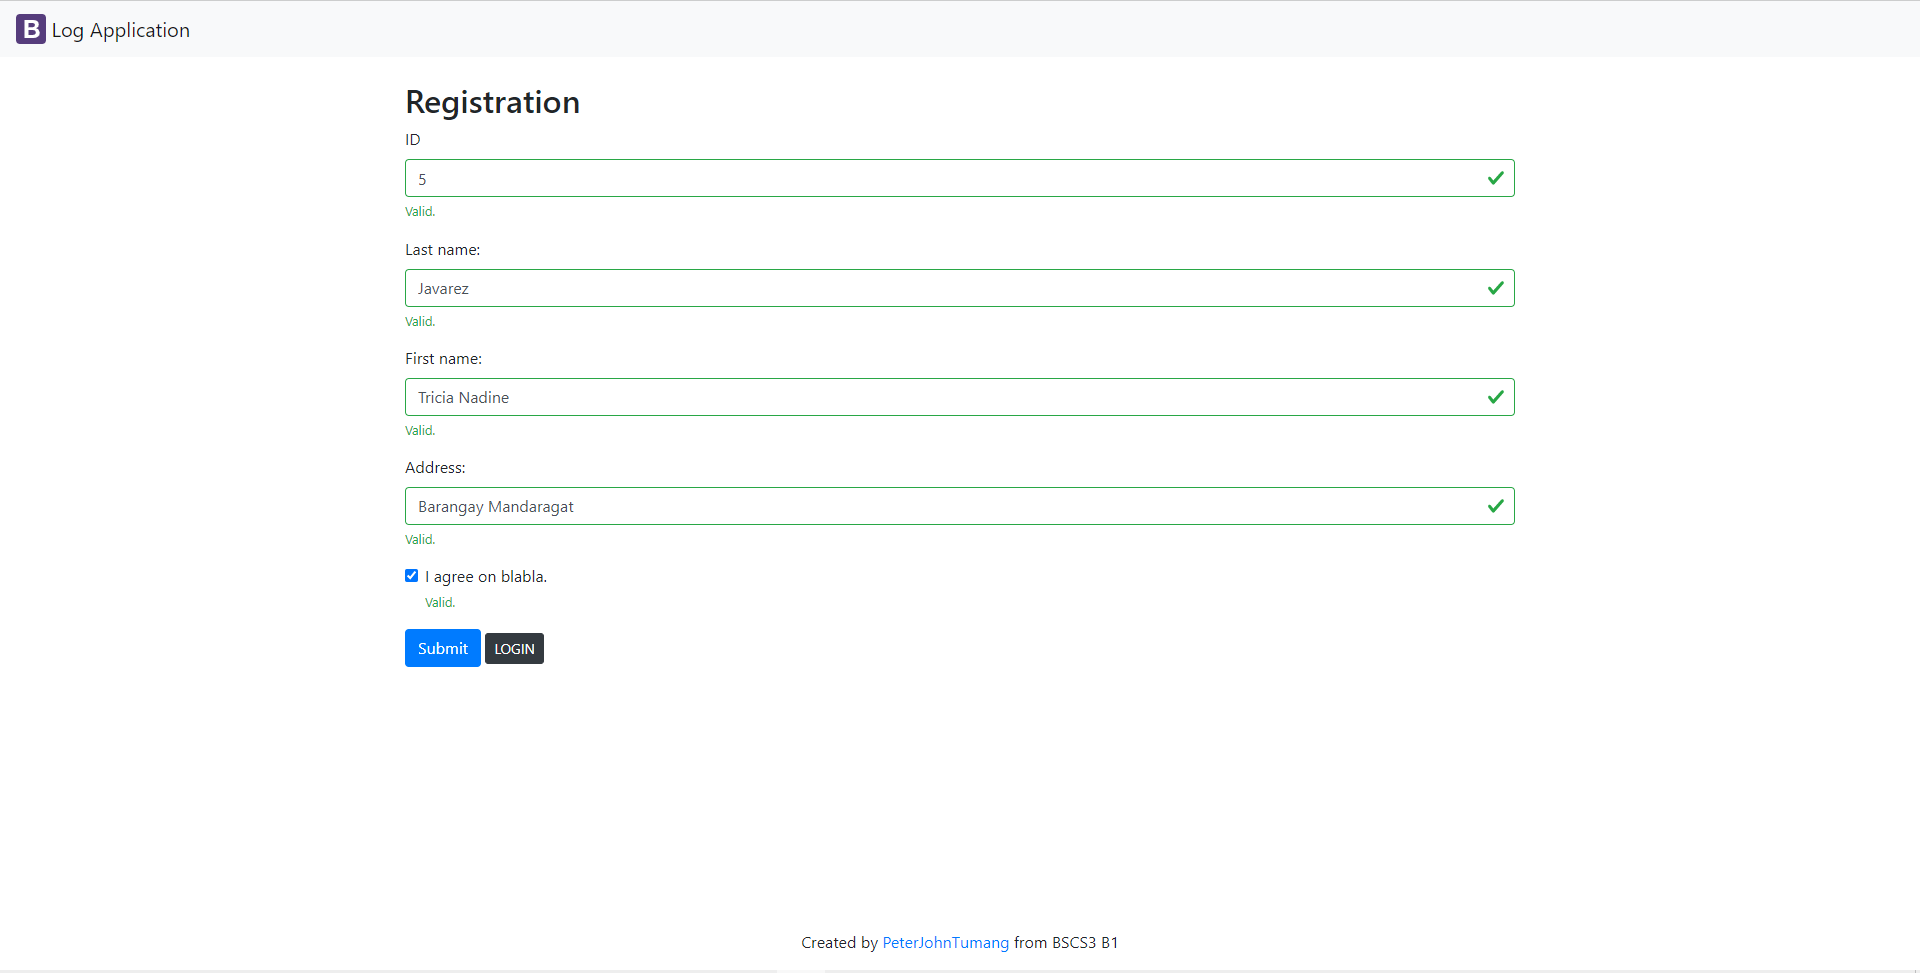 B Log Application
Registration
ID
5
Valid.
Last name:
Javarez
Valid.
First name:
Tricia Nadine
Valid.
Address:
Barangay Mandaragat
Valid.
I agree on blabla.
Valid.
Submit LOGIN
Created by PeterJohnTumang from BSCS3 B1